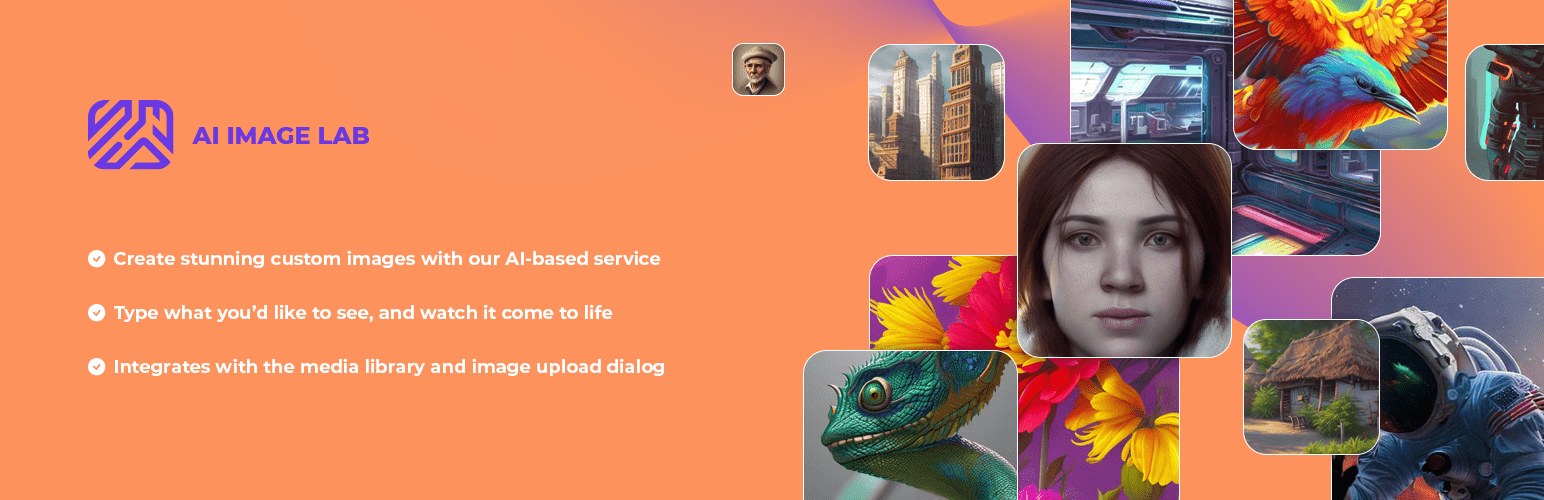 AI IMAGE LAB
Create stunning custom images with our AI-based service
Type what you’d like to see, and watch it come to life
Integrates with the media library and image upload dialog